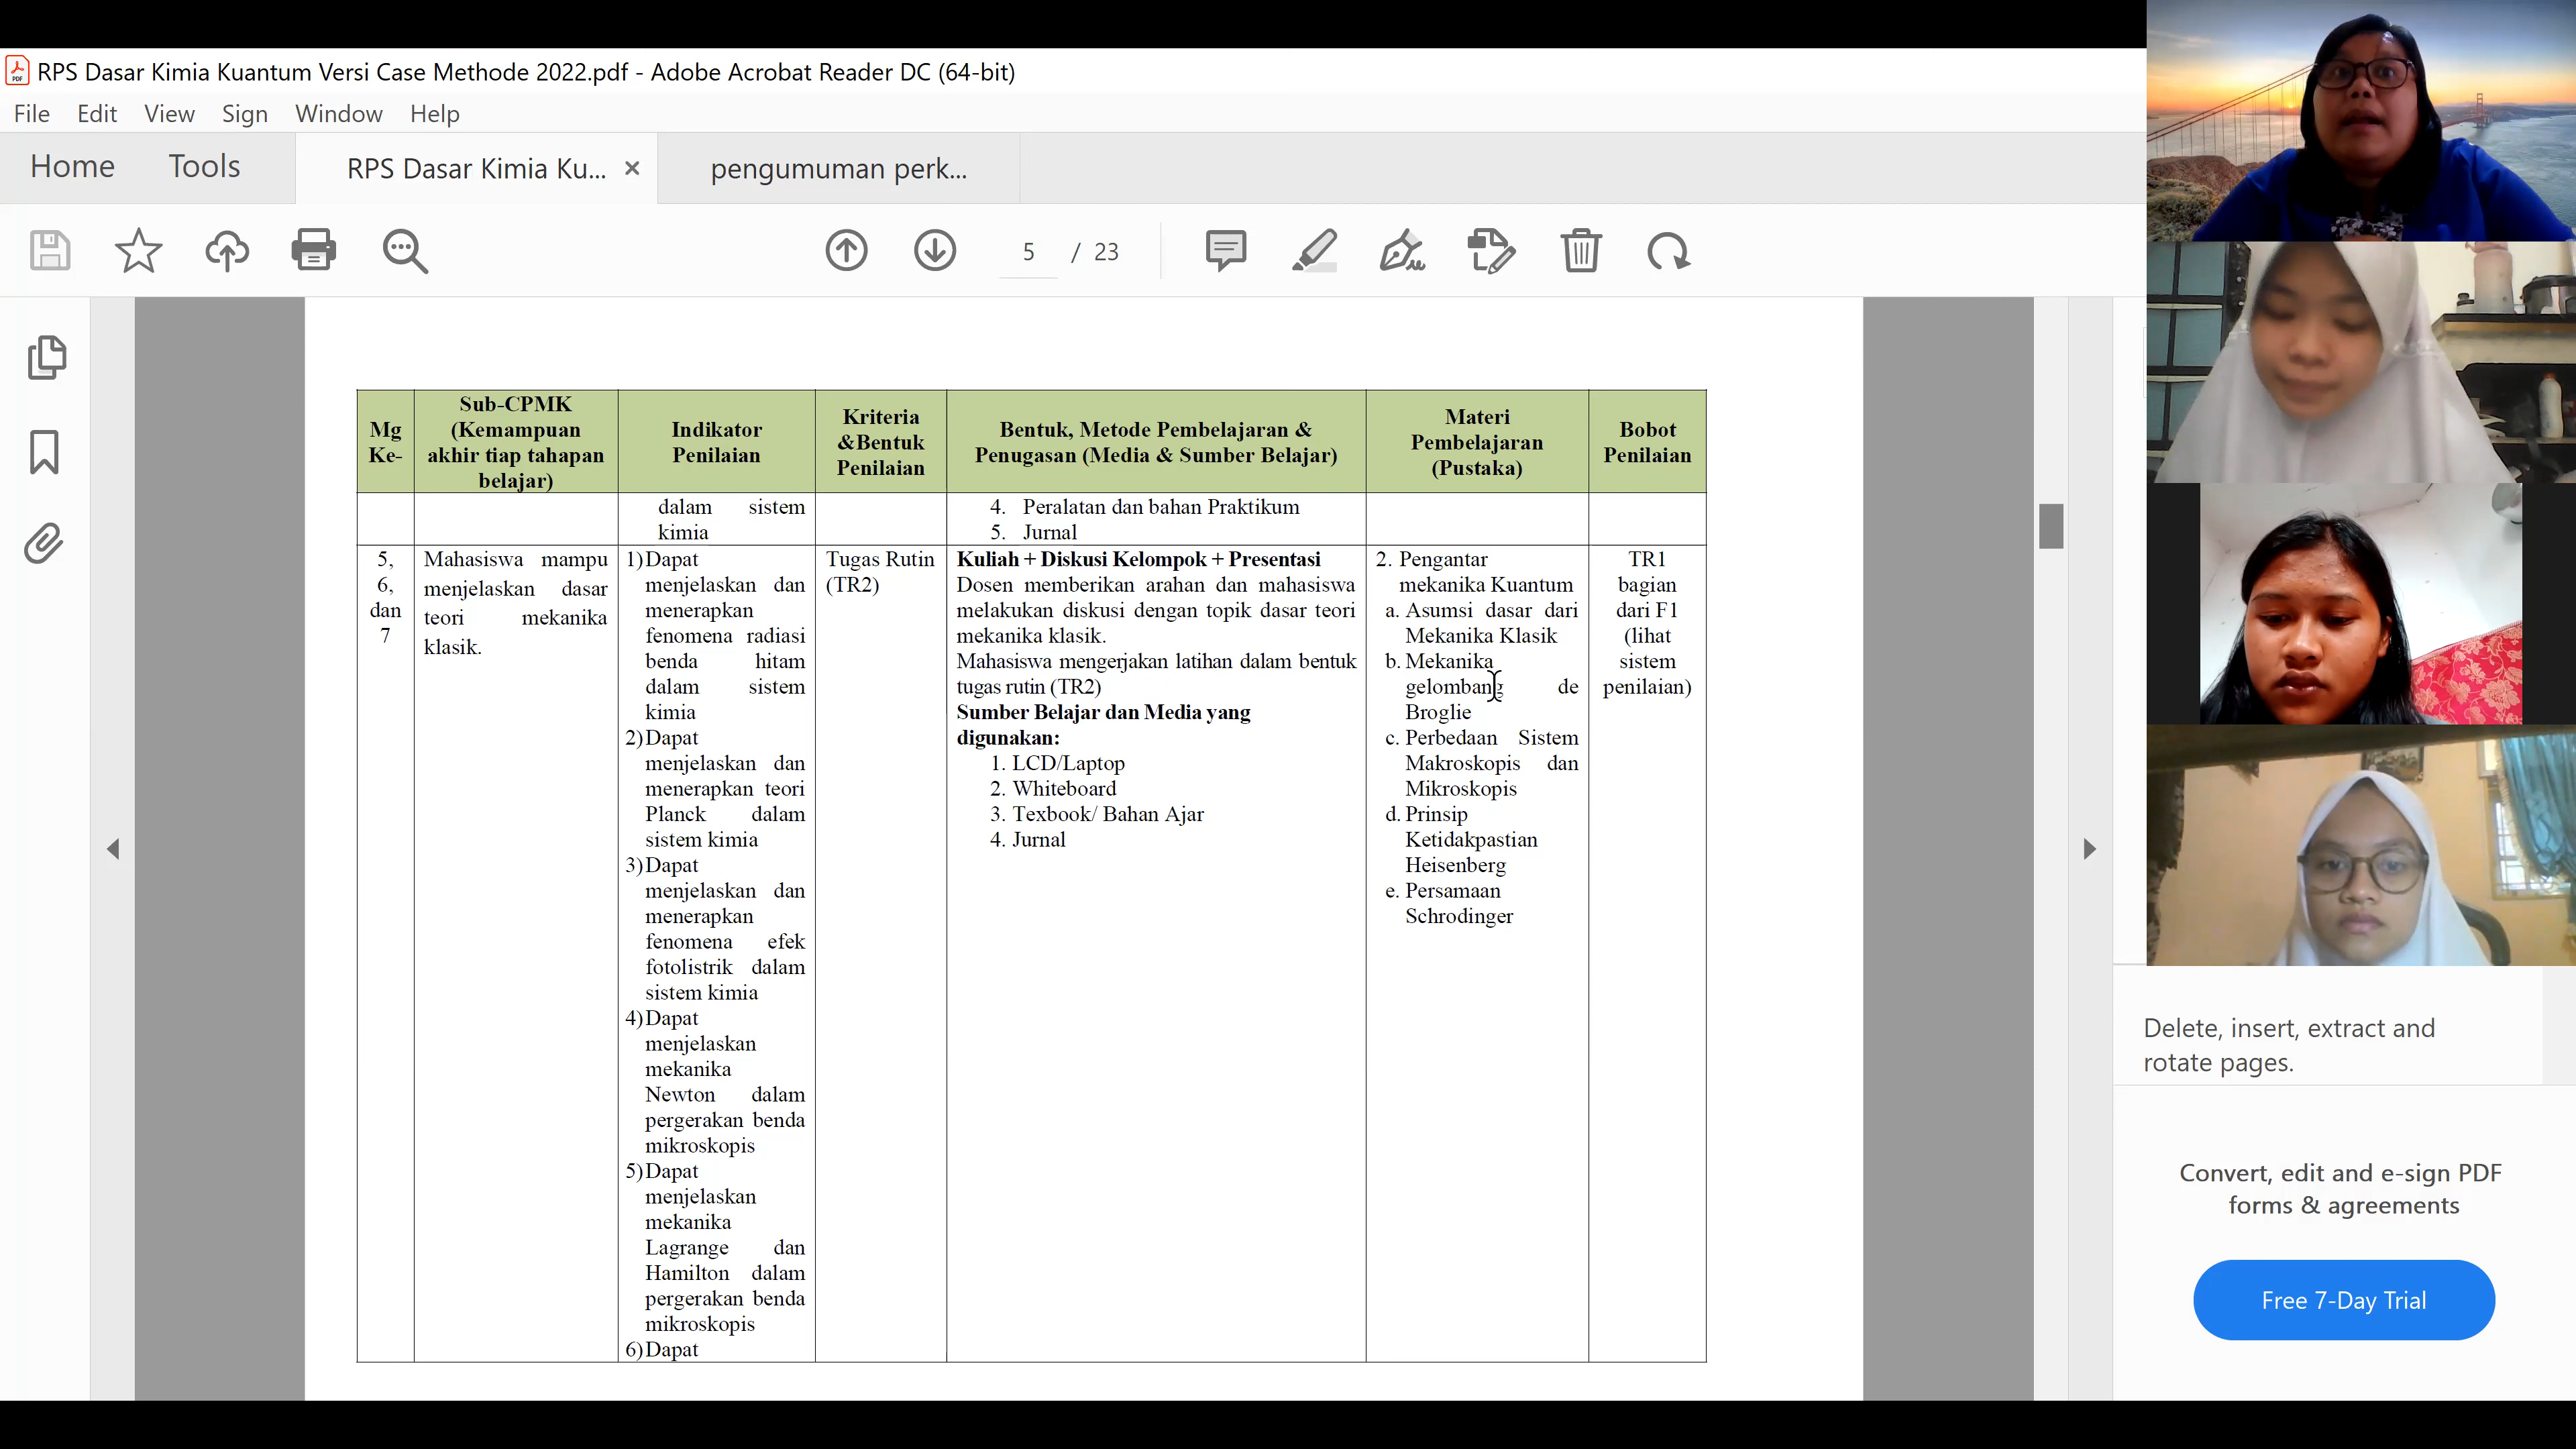 RPS Dasar Kimia Kuantum Versi Case Methode 2022.pdf - Adobe Acrobat Reader DC (64-bit)
File Edit View Sign Window Help
Home Tools RPS Dasar Kimia Ku... × pengumuman perk...
5 / 23
Mg
Ke-
Sub-CPMK
(Kemampuan
akhir tiap tahapan
belajar)
Indikator
Penilaian
Kriteria
&Bentuk
Penilaian
Bentuk, Metode Pembelajaran &
Penugasan (Media & Sumber Belajar)
Materi
Pembelajaran
(Pustaka)
Bobot
Penilaian
dalam sistem
kimia
4. Peralatan dan bahan Praktikum
5. Jurnal
5,
6,
dan
7
Mahasiswa mampu
menjelaskan dasar
teori mekanika
klasik.
1) Dapat
menjelaskan dan
menerapkan
fenomena radiasi
benda hitam
dalam sistem
kimia
2) Dapat
menjelaskan dan
menerapkan teori
Planck dalam
sistem kimia
3) Dapat
menjelaskan dan
menerapkan
fenomena efek
fotolistrik dalam
sistem kimia
4) Dapat
menjelaskan
mekanika
Newton dalam
pergerakan benda
mikroskopis
5) Dapat
menjelaskan
mekanika
Lagrange dan
Hamilton dalam
pergerakan benda
mikroskopis
6) Dapat
Tugas Rutin
(TR2)
Kuliah + Diskusi Kelompok + Presentasi
Dosen memberikan arahan dan mahasiswa
melakukan diskusi dengan topik dasar teori
mekanika klasik.
Mahasiswa mengerjakan latihan dalam bentuk
tugas rutin (TR2)
Sumber Belajar dan Media yang
digunakan:
1. LCD/Laptop
2. Whiteboard
3. Texbook/ Bahan Ajar
4. Jurnal
2. Pengantar
mekanika Kuantum
a. Asumsi dasar dari
Mekanika Klasik
b. Mekanika
gelombang de
Broglie
c. Perbedaan Sistem
Makroskopis dan
Mikroskopis
d. Prinsip
Ketidakpastian
Heisenberg
e. Persamaan
Schrodinger
TR1
bagian
dari F1
(lihat
sistem
penilaian)
Delete, insert, extract and
rotate pages.
Convert, edit and e-sign PDF
forms & agreements
Free 7-Day Trial